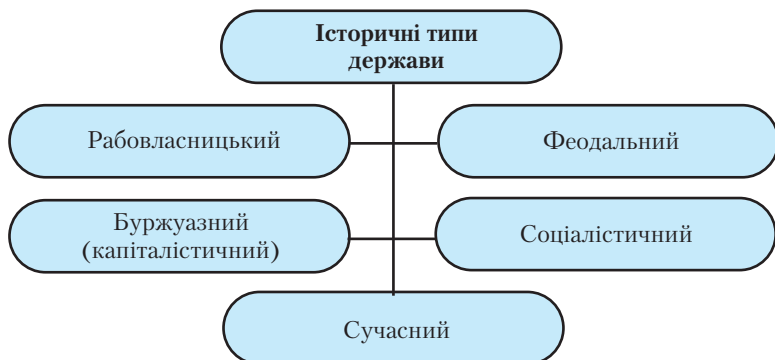 Історичні типи
держави
Рабовласницький
Феодальний
Буржуазний
(капіталістичний)
Соціалістичний
Сучасний